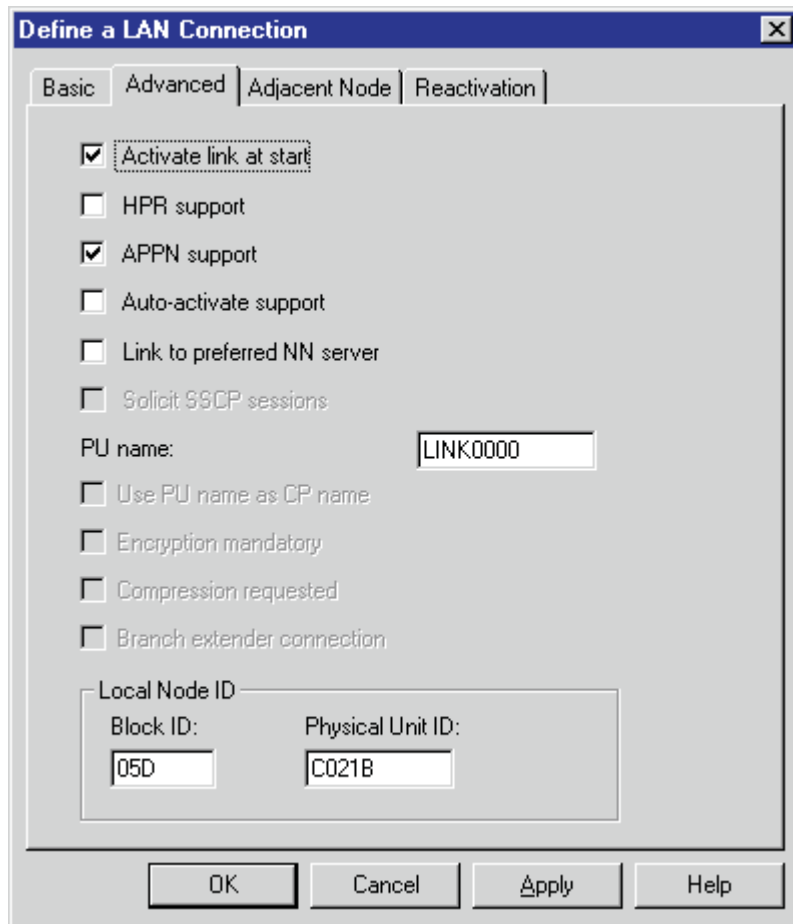 Define a LAN Connection
Basic Advanced Adjacent Node Reactivation
Activate link at start
HPR support
APPN support
Auto-activate support
Link to preferred NN server
Solicit SSCP sessions
PU name: LINK0000
Use PU name as CP name
Encryption mandatory
Compression requested
Branch extender connection
Local Node ID
Block ID: Physical Unit ID:
05D C021B
OK Cancel Apply Help